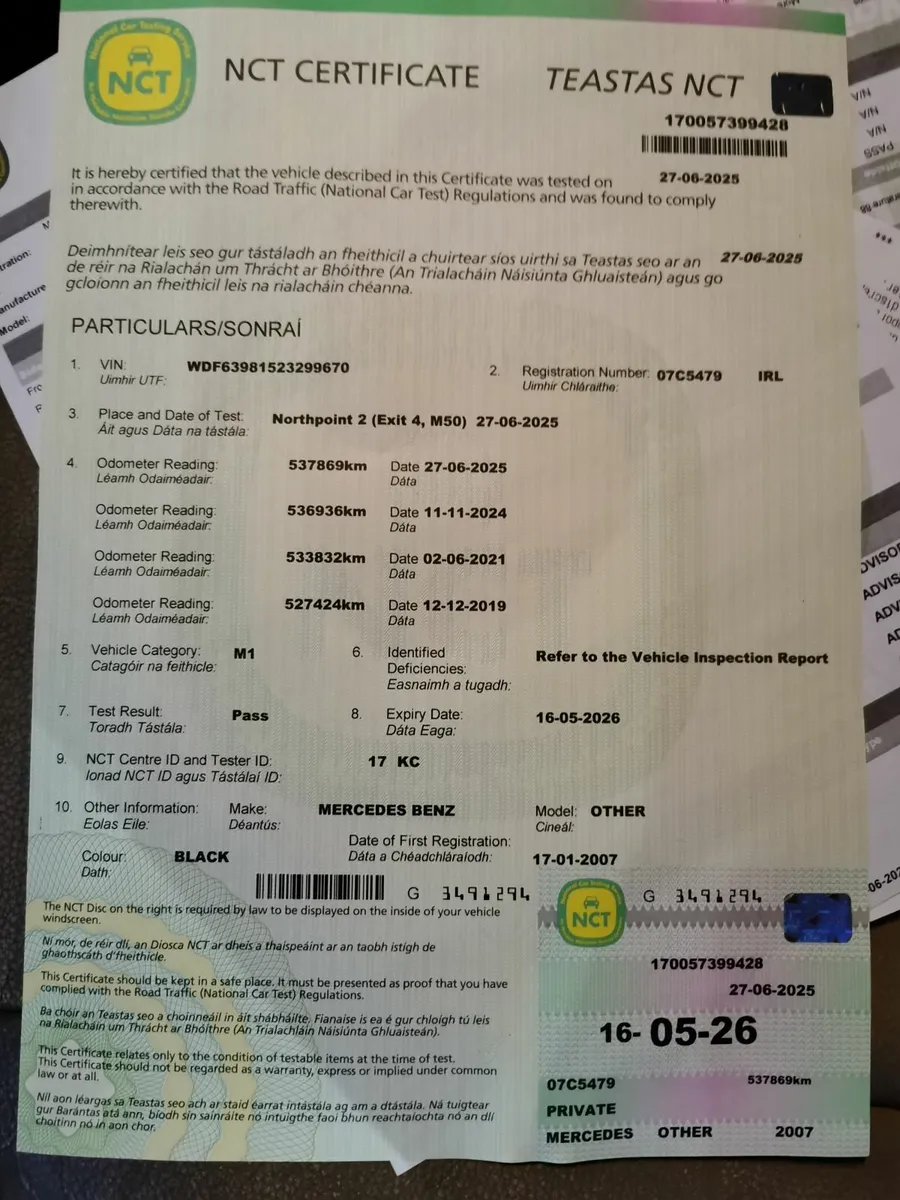 National Car Testing Service
NCT
NCT CERTIFICATE TEASTAS NCT
170057399428
It is hereby certified that the vehicle described in this Certificate was tested on 27-06-2025
in accordance with the Road Traffic (National Car Test) Regulations and was found to comply
therewith.
Deimhnítear leis seo gur tástáladh an fheithicil a chuirtear síos uirthi sa Teastas seo ar an 27-06-2025
de réir na Rialachán um Thrácht ar Bhóithre (An Trialacháin Náisiúnta Ghluaisteán) agus go
gcloíonn an fheithicil leis na rialacháin chéanna.
PARTICULARS/SONRAÍ
1. VIN: WDF63981523299670 2. Registration Number: 07C5479 IRL
Uimhir UTF: Uimhir Chláraithe:
3. Place and Date of Test: Northpoint 2 (Exit 4, M50) 27-06-2025
Áit agus Dáta na tástála:
4. Odometer Reading: 537869km Date 27-06-2025
Léamh Odaiméadair: Dáta
Odometer Reading: 536936km Date 11-11-2024
Léamh Odaiméadair: Dáta
Odometer Reading: 533832km Date 02-06-2021
Léamh Odaiméadair: Dáta
Odometer Reading: 527424km Date 12-12-2019
Léamh Odaiméadair: Dáta
5. Vehicle Category: M1 6. Identified
Catagóir na feithicle: Deficiencies: Refer to the Vehicle Inspection Report
Easnaimh a tugadh:
7. Test Result: Pass 8. Expiry Date: 16-05-2026
Toradh Tástála: Dáta Eaga:
9. NCT Centre ID and Tester ID: 17 KC
Ionad NCT ID agus Tástálaí ID:
10. Other Information: Make: MERCEDES BENZ Model: OTHER
Eolas Eile: Déantús: Cineál:
Date of First Registration:
Colour: BLACK Dáta a Chéadchláraíodh: 17-01-2007
Dath:
G 3491294
The NCT Disc on the right is required by law to be displayed on the inside of your vehicle
windscreen.
Ní mór, de réir dlí, an Diosca NCT ar dheis a thaispeáint ar an taobh istigh de
ghaothscáth d'fheithicle.
This Certificate should be kept in a safe place. It must be presented as proof that you have
complied with the Road Traffic (National Car Test) Regulations.
Ba chóir an Teastas seo a choinneáil in áit shábháilte, Fianaise is ea é gur chloígh tú leis
na Rialacháin um Thrácht ar Bhóithre (An Trialachláin Náisiúnta Ghluaisteán).
This Certificate relates only to the condition of testable items at the time of test.
This Certificate should not be regarded as a warranty, express or implied under common
law or at all.
Níl aon léargas sa Teastas seo ach ar staid éarrat intástála ag am a dtástála. Ná tuigtear
gur Barántas atá ann, bíodh sin sainráite nó intuigthe faoi bhun reachtaíochta nó an dlí
choitinn nó in aon chor.
NCT
G 3491294
170057399428
27-06-2025
16- 05-26
07C5479 537869km
PRIVATE
MERCEDES OTHER 2007
N/A
N/A
N/A
PASS
tration:
anufacture
Model:
ADVISOR
ADVIS
ADV
AD